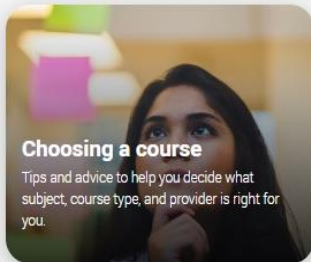 Choosing a course
Tips and advice to help you decide what
subject, course type, and provider is right for
you.